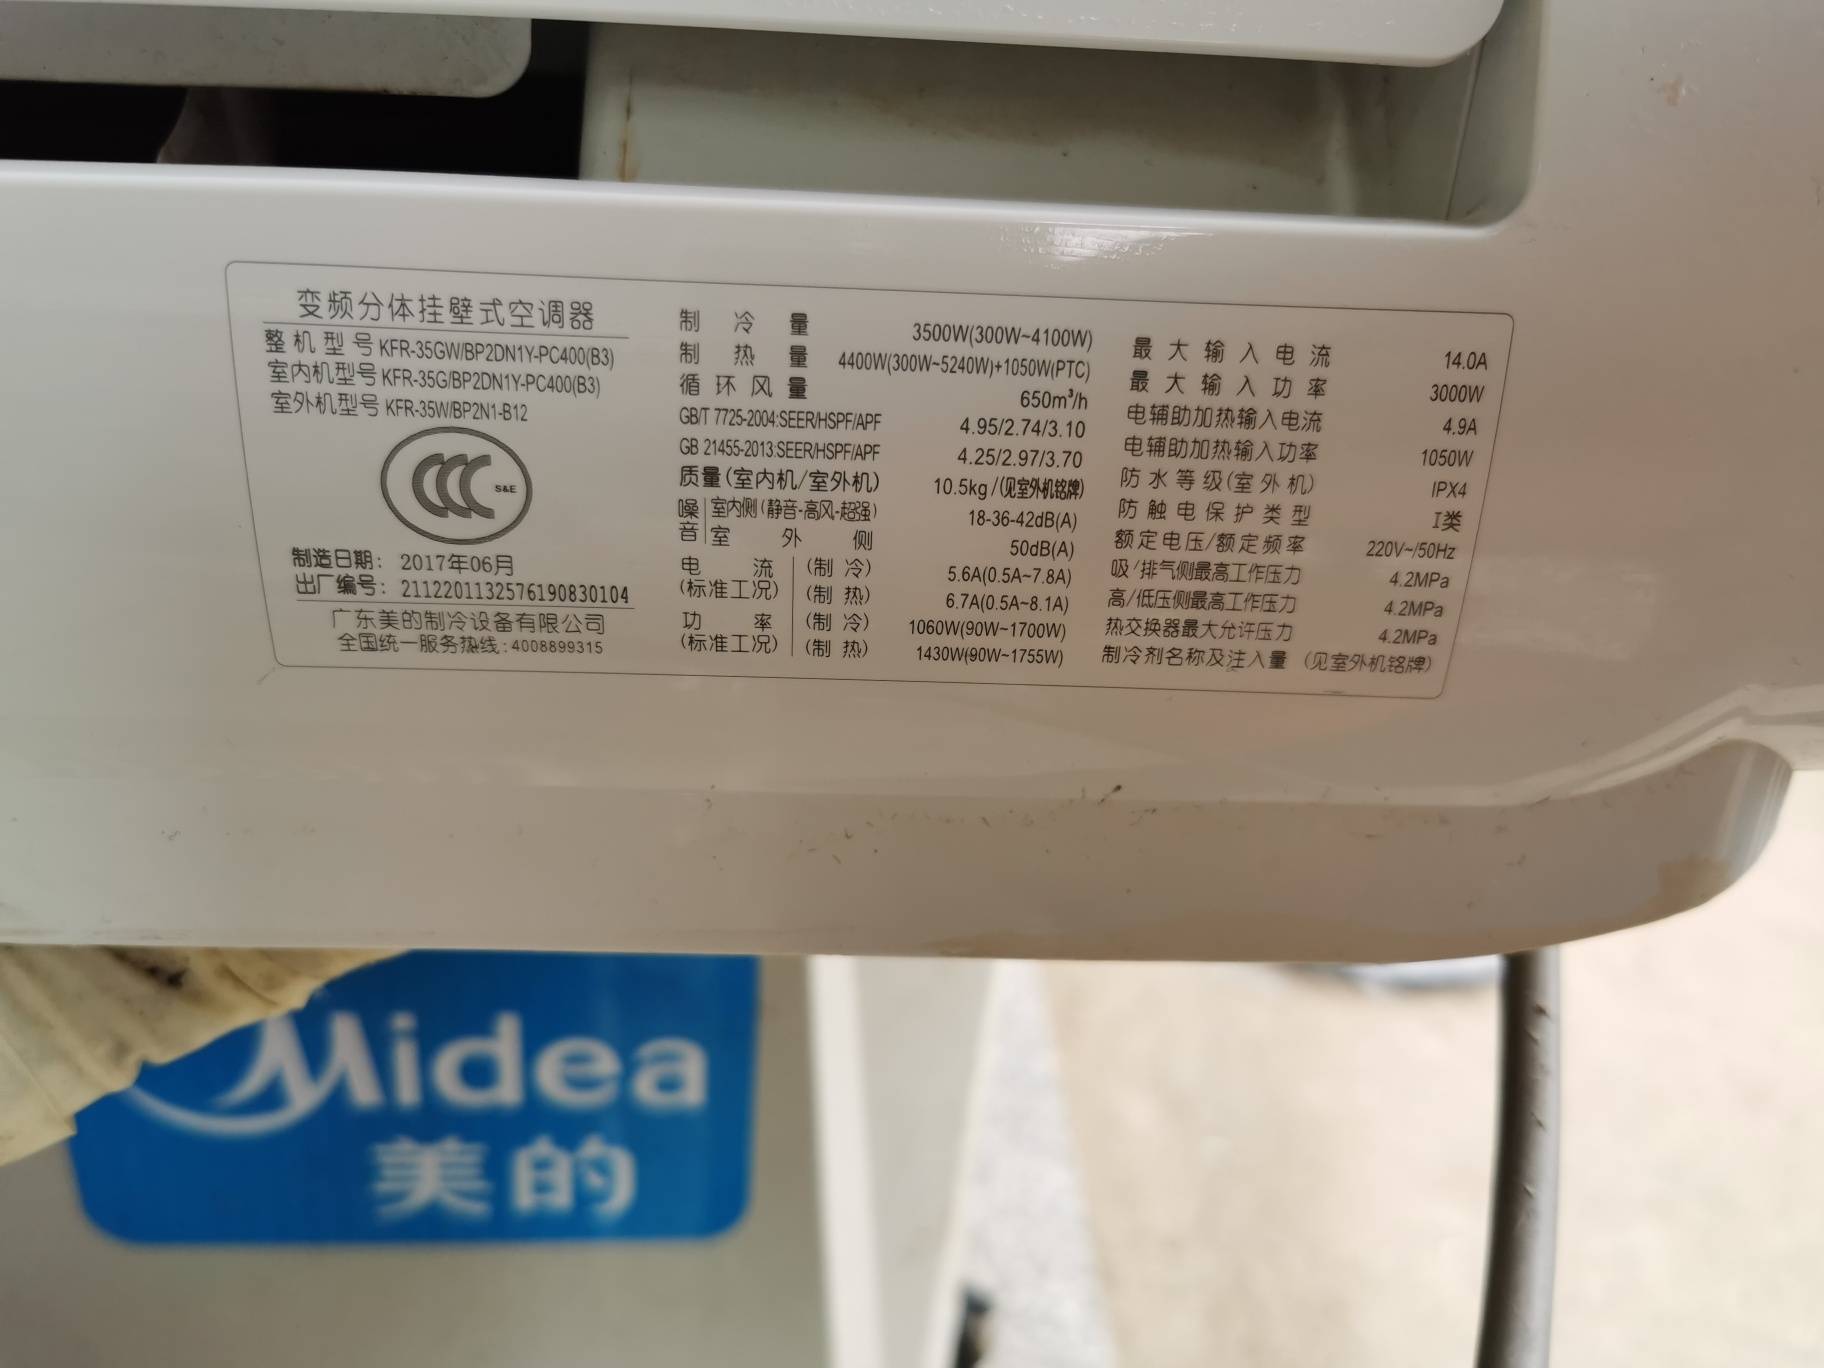 变频分体挂壁式空调器
整机型号 KFR-35GW/BP2DN1Y-PC400(B3)
室内机型号 KFR-35G/BP2DN1Y-PC400(B3)
室外机型号 KFR-35W/BP2N1-B12
CCC S&E
制造日期: 2017年06月
出厂编号: 2112201132576190830104
广东美的制冷设备有限公司
全国统一服务热线: 4008899315
制冷量 3500W(300W~4100W)
制热量 4400W(300W~5240W)+1050W(PTC)
循环风量 650m³/h
GB/T 7725-2004:SEER/HSPF/APF 4.95/2.74/3.10
GB 21455-2013:SEER/HSPF/APF 4.25/2.97/3.70
质量(室内机/室外机) 10.5kg/(见室外机铭牌)
噪音 室内侧(静音-高风-超强) 18-36-42dB(A)
室外侧 50dB(A)
电流(标准工况) (制冷) 5.6A(0.5A~7.8A)
(制热) 6.7A(0.5A~8.1A)
功率(标准工况) (制冷) 1060W(90W~1700W)
(制热) 1430W(90W~1755W)
最大输入电流 14.0A
最大输入功率 3000W
电辅助加热输入电流 4.9A
电辅助加热输入功率 1050W
防水等级(室外机) IPX4
防触电保护类型 I类
额定电压/额定频率 220V~/50Hz
吸/排气侧最高工作压力 4.2MPa
高/低压侧最高工作压力 4.2MPa
热交换器最大允许压力 4.2MPa
制冷剂名称及注入量 (见室外机铭牌)
Midea
美的